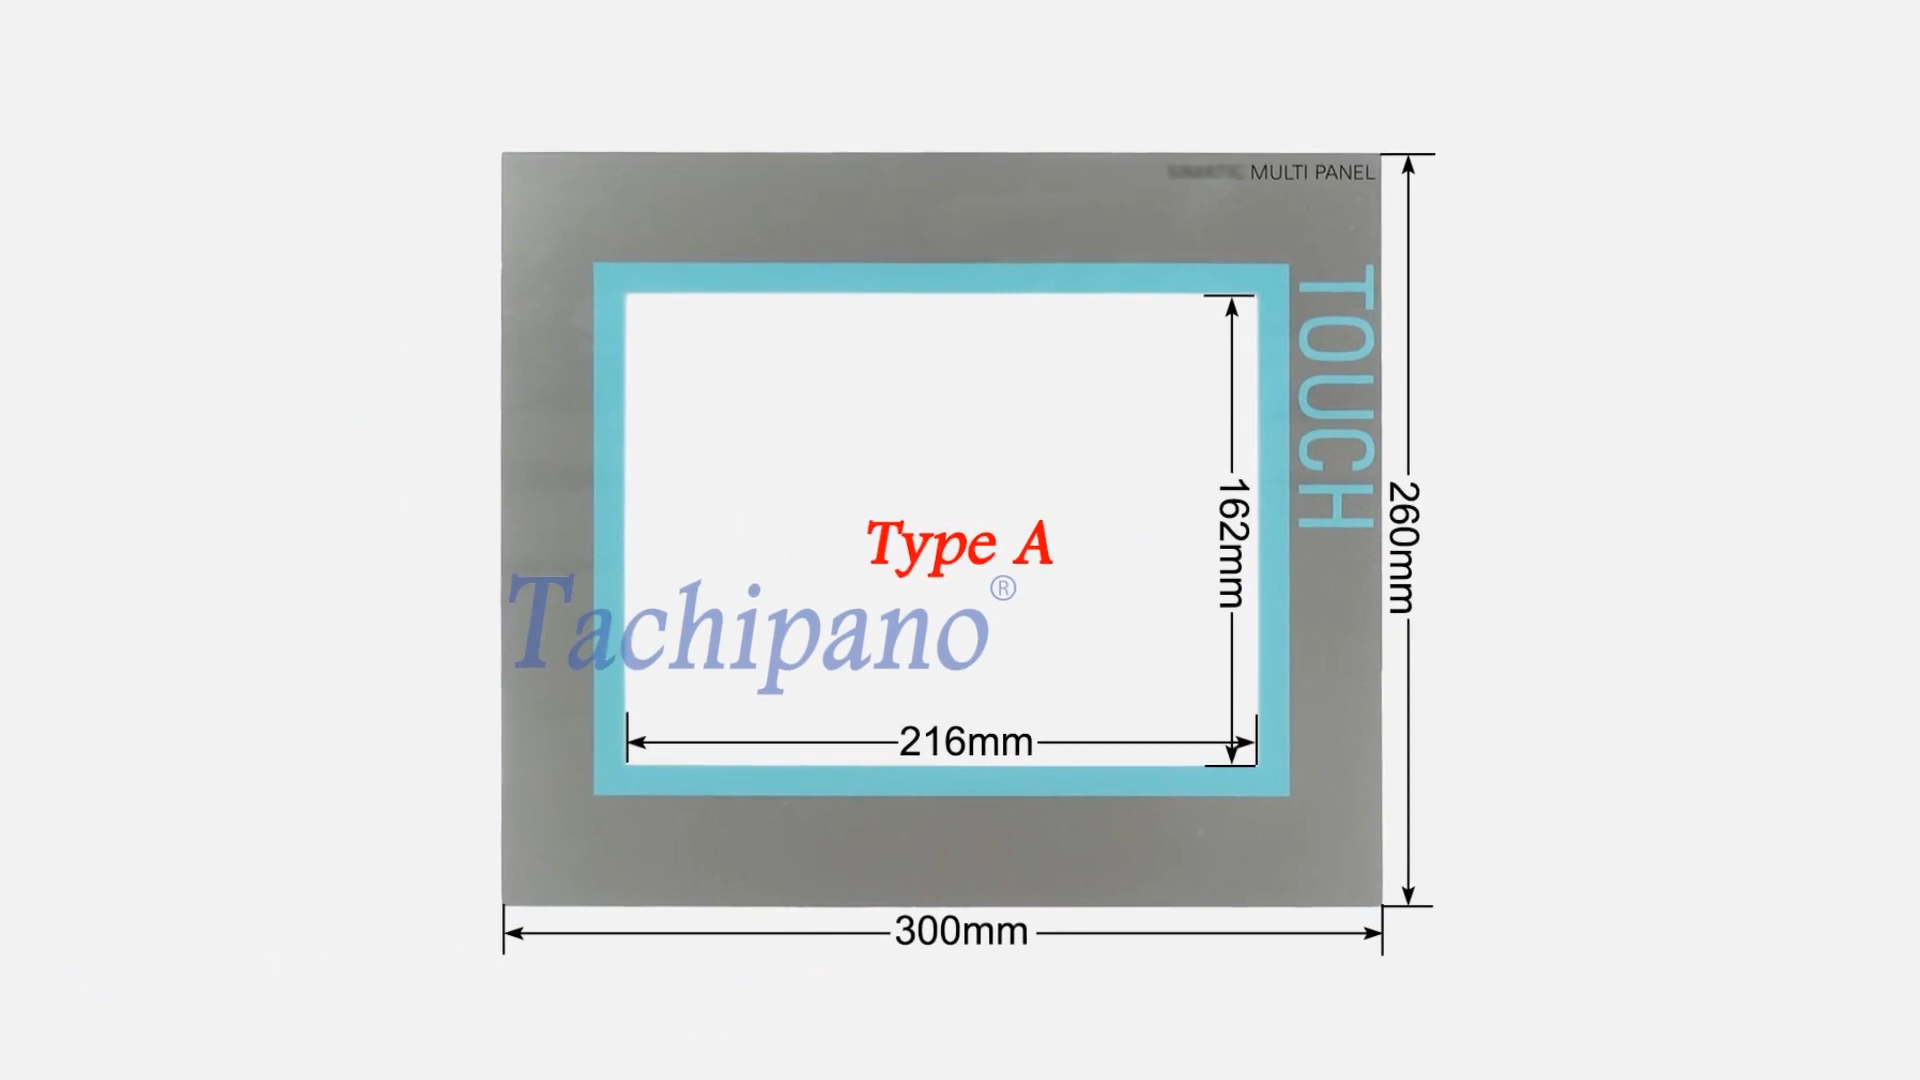 MULTI PANEL
TOUCH
162mm
260mm
Type A
Tachipano®
216mm
300mm